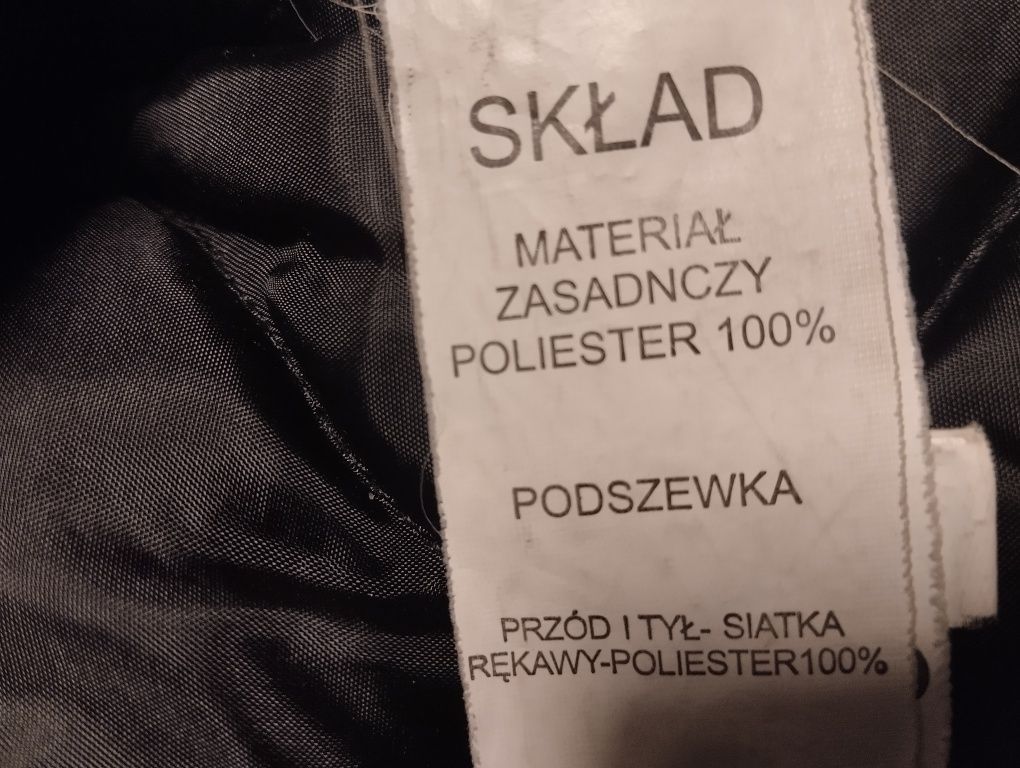 SKŁAD
MATERIAŁ
ZASADNCZY
POLIESTER 100%
PODSZEWKA
PRZÓD I TYŁ- SIATKA
RĘKAWY-POLIESTER100%